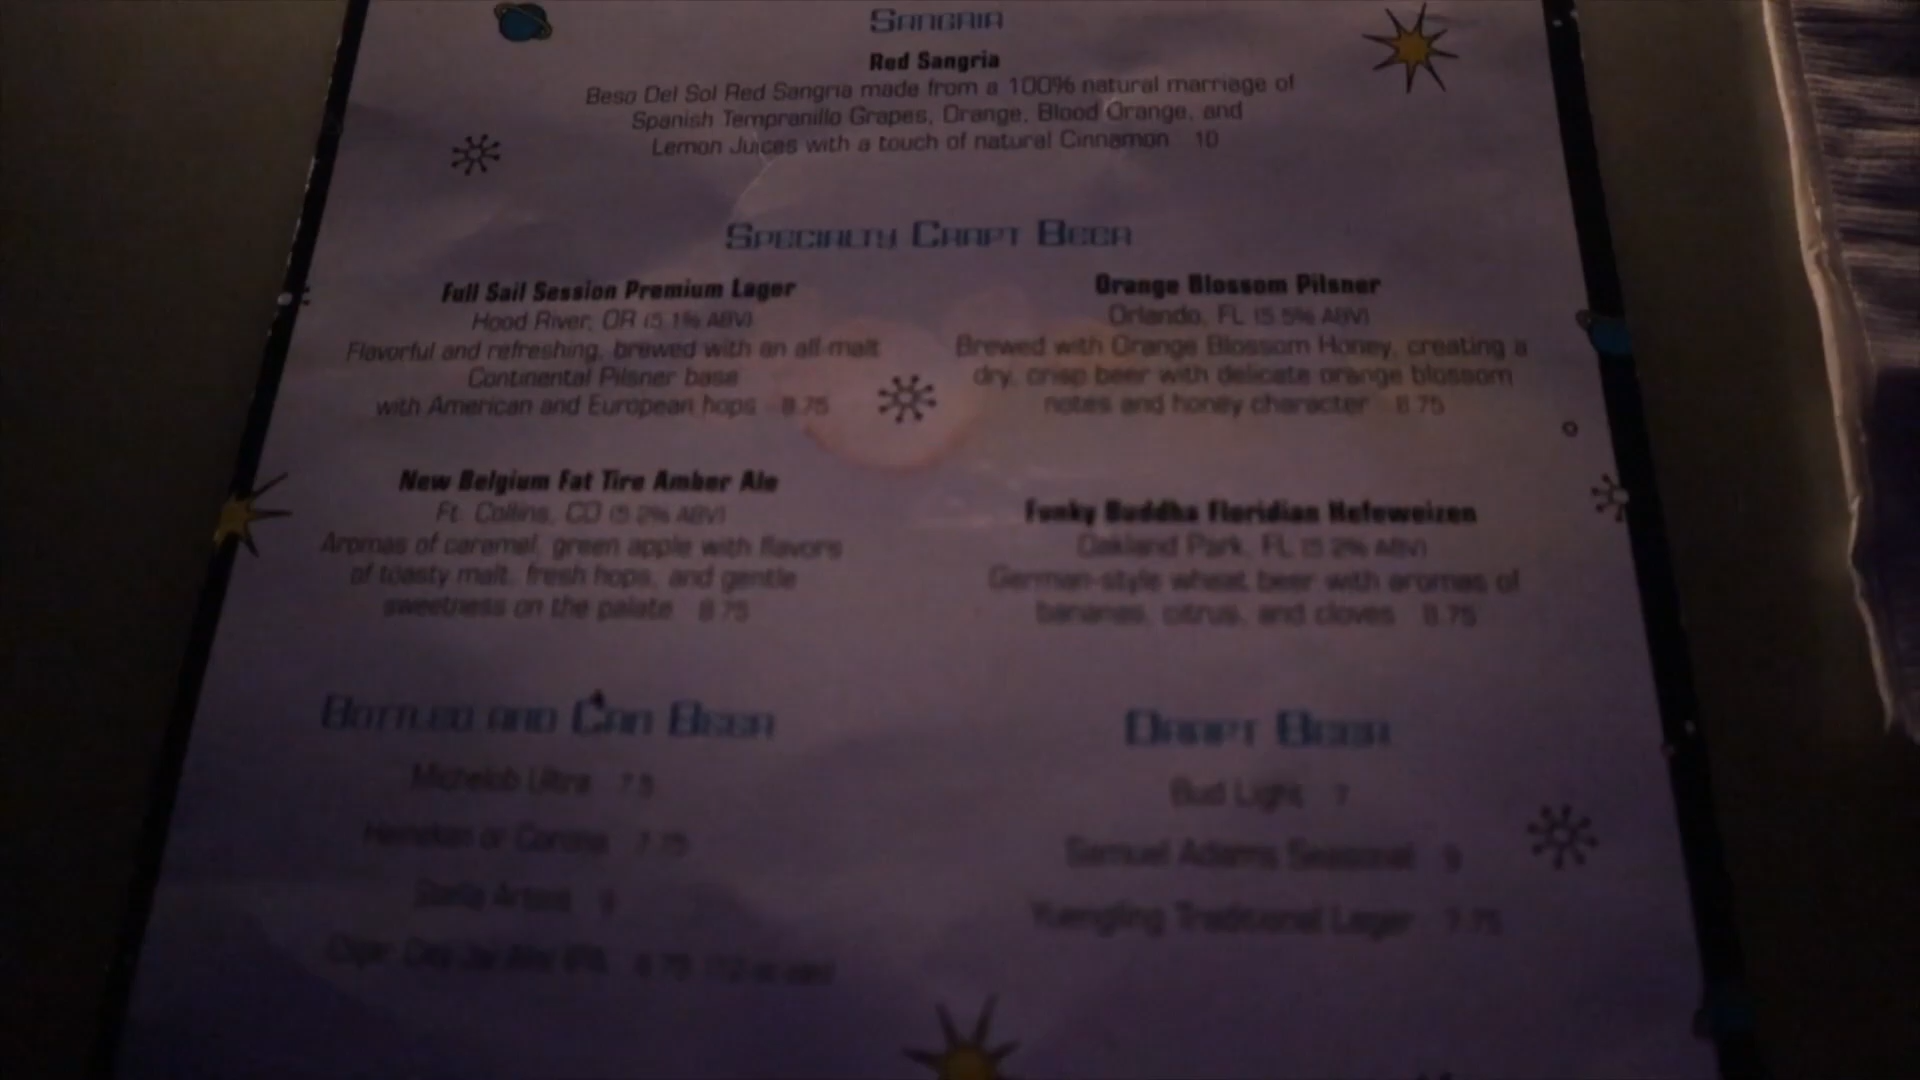 Sangria
Red Sangria
Beso Del Sol Red Sangria made from a 100% natural marriage of
Spanish Tempranillo Grapes, Orange, Blood Orange, and
Lemon Juices with a touch of natural Cinnamon 10
Specialty Craft Beer
Full Sail Session Premium Lager
Hood River, OR (5.1% ABV)
Flavorful and refreshing, brewed with an all-malt
Continental Pilsner base
with American and European hops 8.75
Orange Blossom Pilsner
Orlando, FL (5.5% ABV)
Brewed with Orange Blossom Honey, creating a
dry, crisp beer with delicate orange blossom
notes and honey character 8.75
New Belgium Fat Tire Amber Ale
Ft. Collins, CO (5.2% ABV)
Aromas of caramel, green apple with flavors
of toasty malt, fresh hops, and gentle
sweetness on the palate 8.75
Funky Buddha Floridian Hefeweizen
Oakland Park, FL (5.2% ABV)
German-style wheat beer with aromas of
bananas, citrus, and cloves 8.75
Bottled and Can Beer
Michelob Ultra 7.5
Heineken or Corona 7.75
Stella Artois 9
Cigar City Jai Alai IPA
Draft Beer
Bud Light 7
Samuel Adams Seasonal 9
Yuengling Traditional Lager 7.75